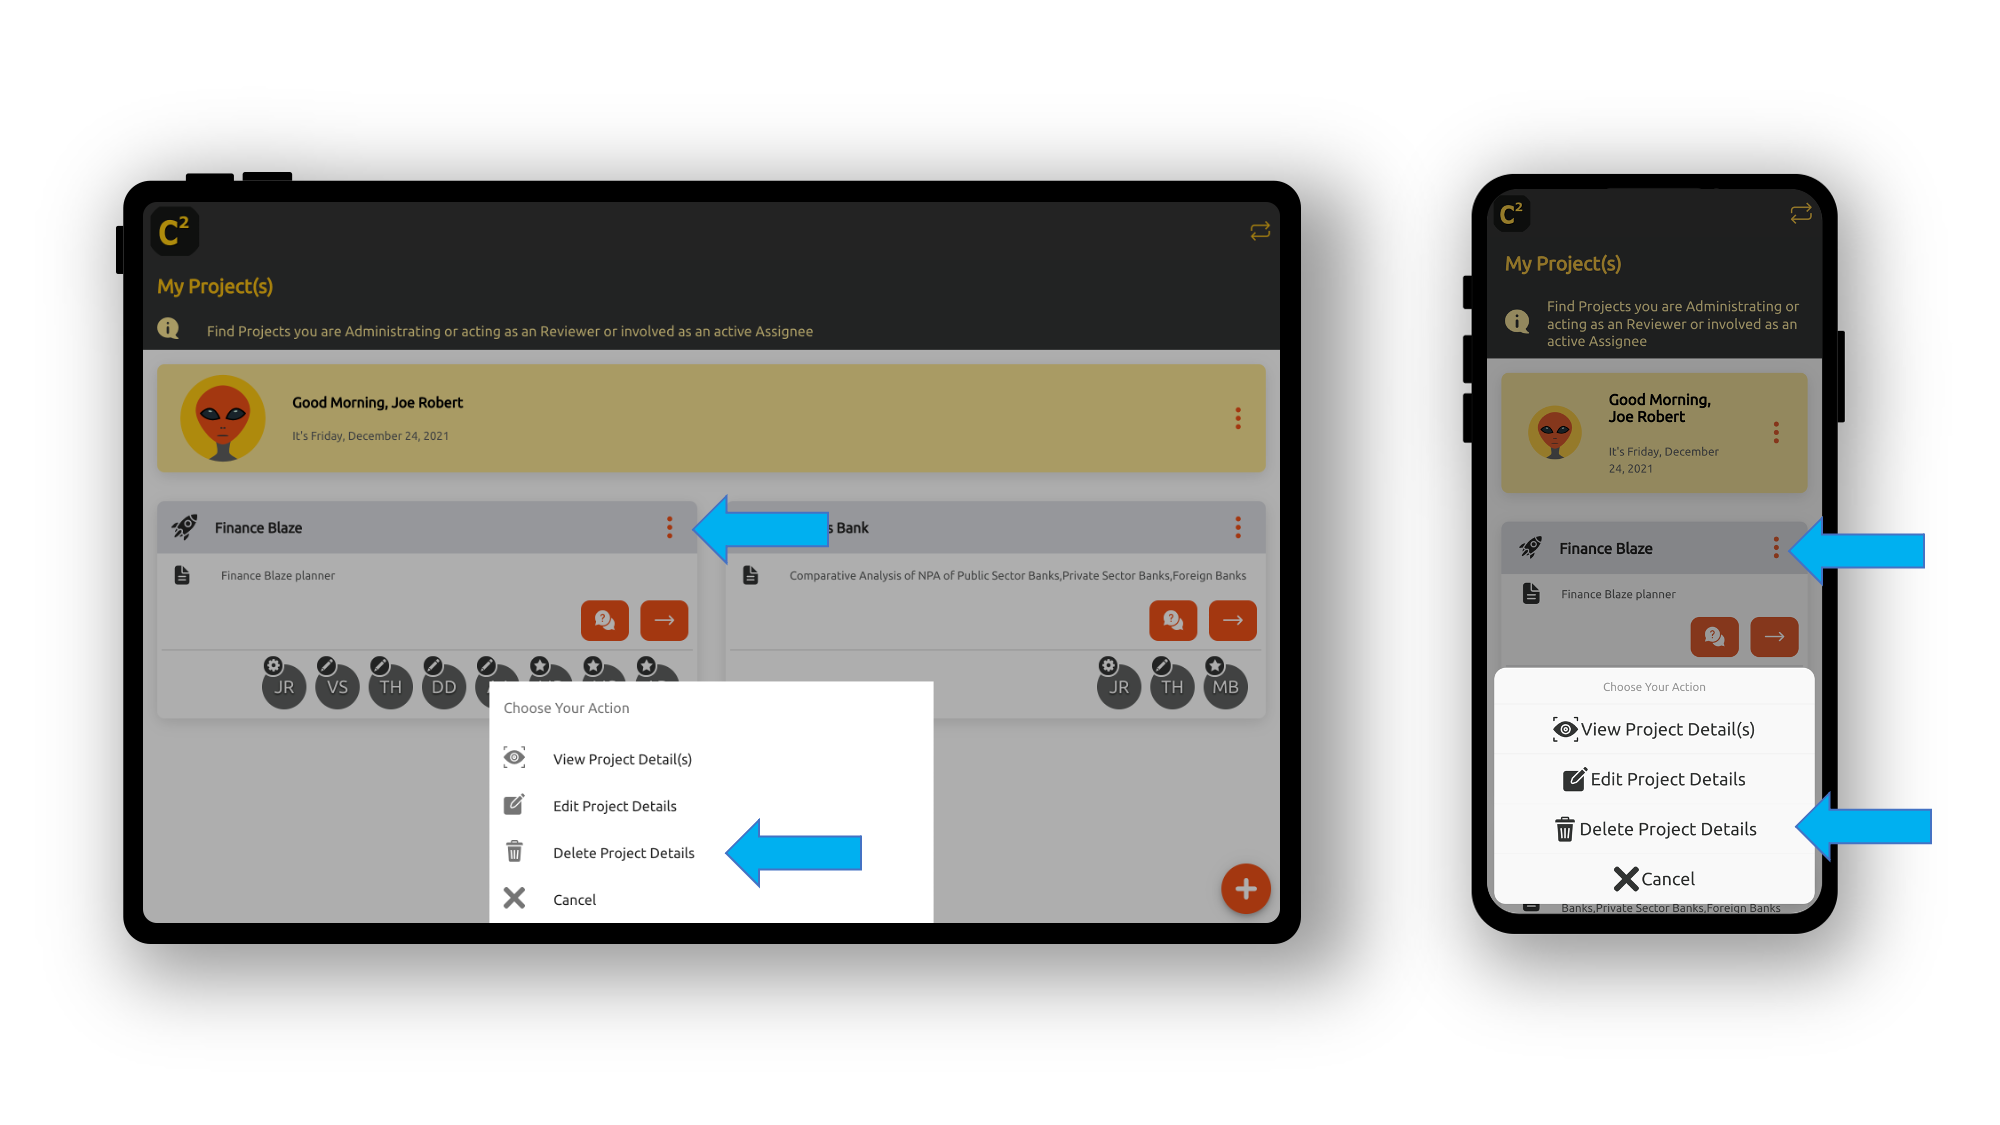 C²
My Project(s)
Find Projects you are Administrating or acting as an Reviewer or involved as an active Assignee
Good Morning, Joe Robert
It's Friday, December 24, 2021
Finance Blaze
Finance Blaze planner
JR VS TH DD
s Bank
Comparative Analysis of NPA of Public Sector Banks,Private Sector Banks,Foreign Banks
JR TH MB
Choose Your Action
View Project Detail(s)
Edit Project Details
Delete Project Details
Cancel
C²
My Project(s)
Find Projects you are Administrating or
acting as an Reviewer or involved as an
active Assignee
Good Morning,
Joe Robert
It's Friday, December
24, 2021
Finance Blaze
Finance Blaze planner
Choose Your Action
View Project Detail(s)
Edit Project Details
Delete Project Details
Cancel
Banks,Private Sector Banks,Foreign Banks